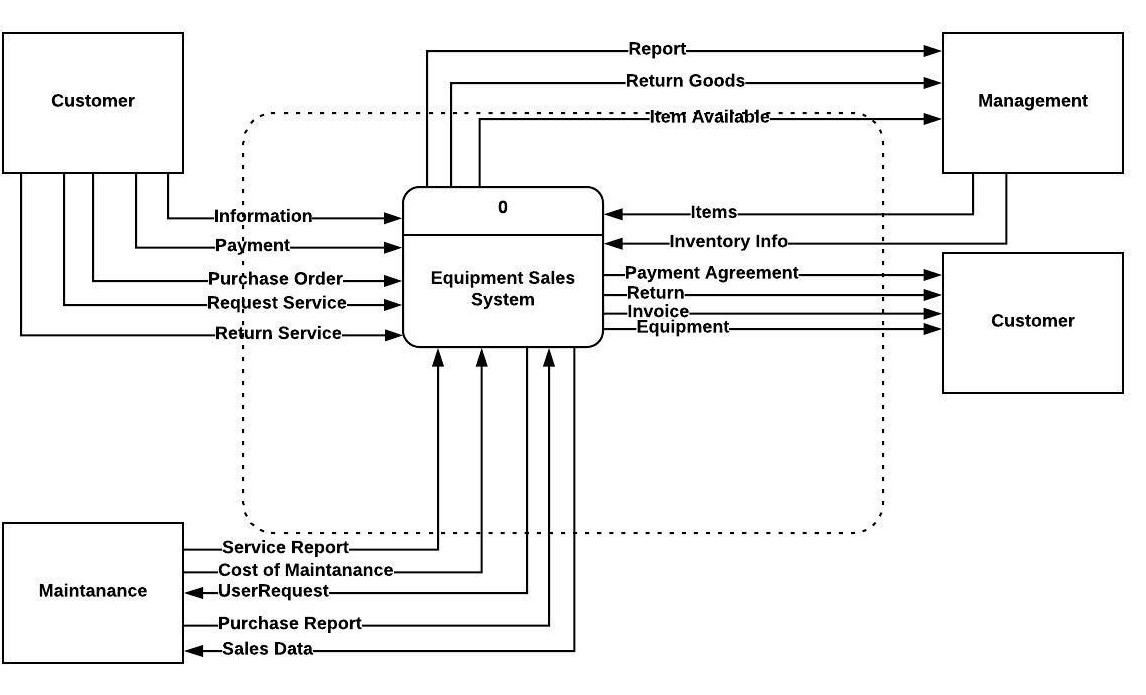 Customer
Management
Report
Return Goods
Item Available
0
Equipment Sales
System
Information
Payment
Purchase Order
Request Service
Return Service
Items
Inventory Info
Payment Agreement
Return
Invoice
Equipment
Customer
Maintanance
Service Report
Cost of Maintanance
UserRequest
Purchase Report
Sales Data